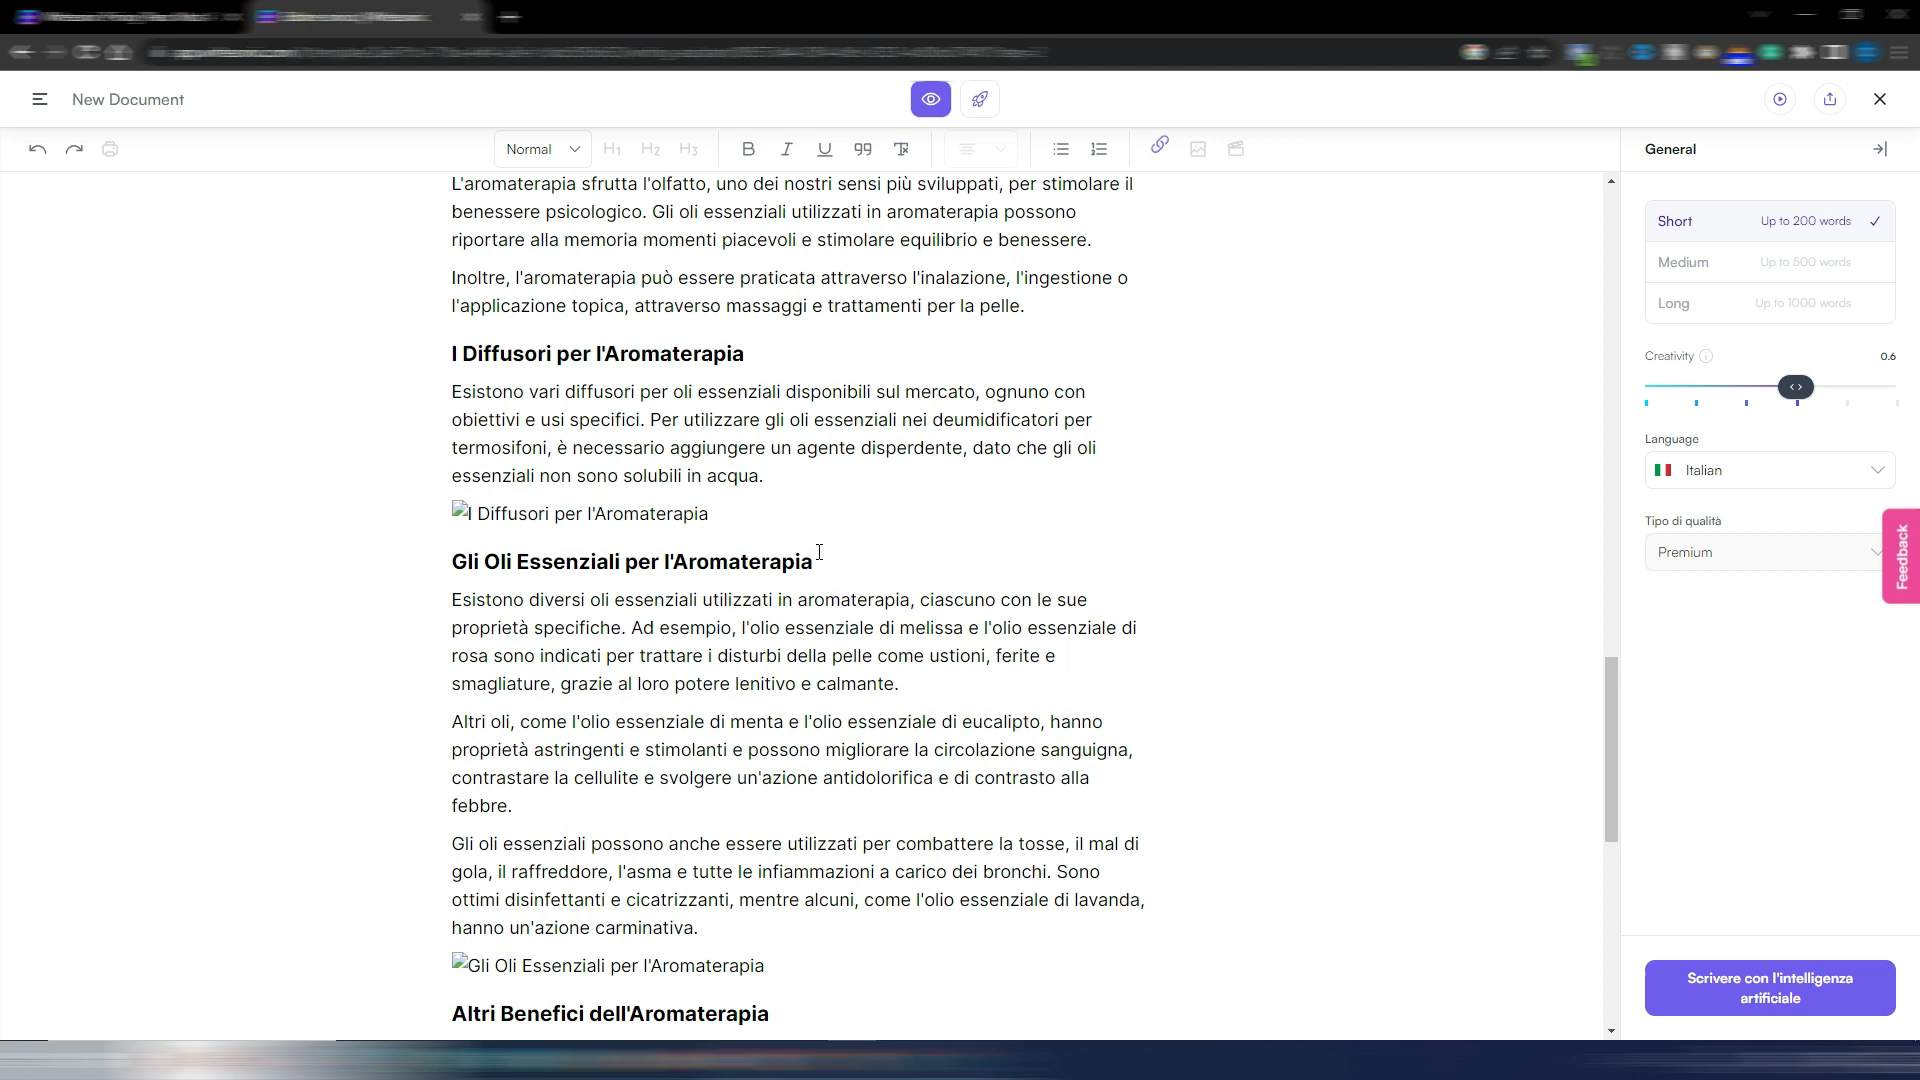 New Document
Normal
H1 H2 H3
General
L'aromaterapia sfrutta l'olfatto, uno dei nostri sensi più sviluppati, per stimolare il
benessere psicologico. Gli oli essenziali utilizzati in aromaterapia possono
riportare alla memoria momenti piacevoli e stimolare equilibrio e benessere.
Inoltre, l'aromaterapia può essere praticata attraverso l'inalazione, l'ingestione o
l'applicazione topica, attraverso massaggi e trattamenti per la pelle.
I Diffusori per l'Aromaterapia
Esistono vari diffusori per oli essenziali disponibili sul mercato, ognuno con
obiettivi e usi specifici. Per utilizzare gli oli essenziali nei deumidificatori per
termosifoni, è necessario aggiungere un agente disperdente, dato che gli oli
essenziali non sono solubili in acqua.
I Diffusori per l'Aromaterapia
Gli Oli Essenziali per l'Aromaterapia
Esistono diversi oli essenziali utilizzati in aromaterapia, ciascuno con le sue
proprietà specifiche. Ad esempio, l'olio essenziale di melissa e l'olio essenziale di
rosa sono indicati per trattare i disturbi della pelle come ustioni, ferite e
smagliature, grazie al loro potere lenitivo e calmante.
Altri oli, come l'olio essenziale di menta e l'olio essenziale di eucalipto, hanno
proprietà astringenti e stimolanti e possono migliorare la circolazione sanguigna,
contrastare la cellulite e svolgere un'azione antidolorifica e di contrasto alla
febbre.
Gli oli essenziali possono anche essere utilizzati per combattere la tosse, il mal di
gola, il raffreddore, l'asma e tutte le infiammazioni a carico dei bronchi. Sono
ottimi disinfettanti e cicatrizzanti, mentre alcuni, come l'olio essenziale di lavanda,
hanno un'azione carminativa.
Gli Oli Essenziali per l'Aromaterapia
Altri Benefici dell'Aromaterapia
Short Up to 200 words
Medium Up to 500 words
Long Up to 1000 words
Creativity 0.6
Language
Italian
Tipo di qualità
Premium
Feedback
Scrivere con l'intelligenza
artificiale